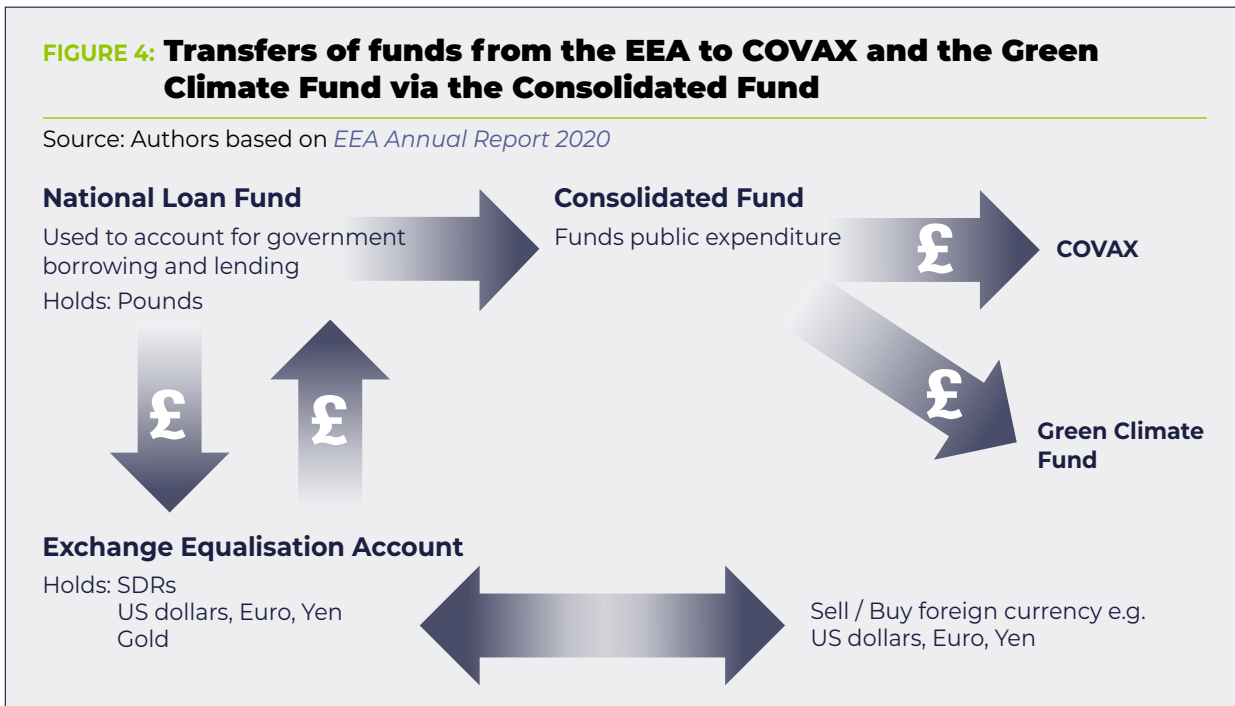 FIGURE 4: Transfers of funds from the EEA to COVAX and the Green
Climate Fund via the Consolidated Fund
Source: Authors based on EEA Annual Report 2020
National Loan Fund
Used to account for government
borrowing and lending
Holds: Pounds
Consolidated Fund
Funds public expenditure
£
COVAX
£
Green Climate
Fund
£
£
Exchange Equalisation Account
Holds: SDRs
US dollars, Euro, Yen
Gold
Sell / Buy foreign currency e.g.
US dollars, Euro, Yen